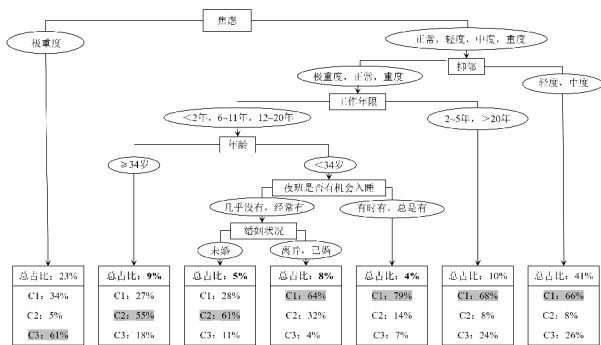 焦虑
极重度
正常，轻度，中度，重度
抑郁
极重度，正常，重度
轻度，中度
工作年限
＜2年，6~11年，12~20年
2~5年，＞20年
年龄
≥34岁
＜34岁
夜班是否有机会入睡
几乎没有，经常有
有时有，总是有
婚姻状况
未婚
离异，已婚
总占比：23%
C1：34%
C2：5%
C3：61%
总占比：9%
C1：27%
C2：55%
C3：18%
总占比：5%
C1：28%
C2：61%
C3：11%
总占比：8%
C1：64%
C2：32%
C3：4%
总占比：4%
C1：79%
C2：14%
C3：7%
总占比：10%
C1：68%
C2：8%
C3：24%
总占比：41%
C1：66%
C2：8%
C3：26%